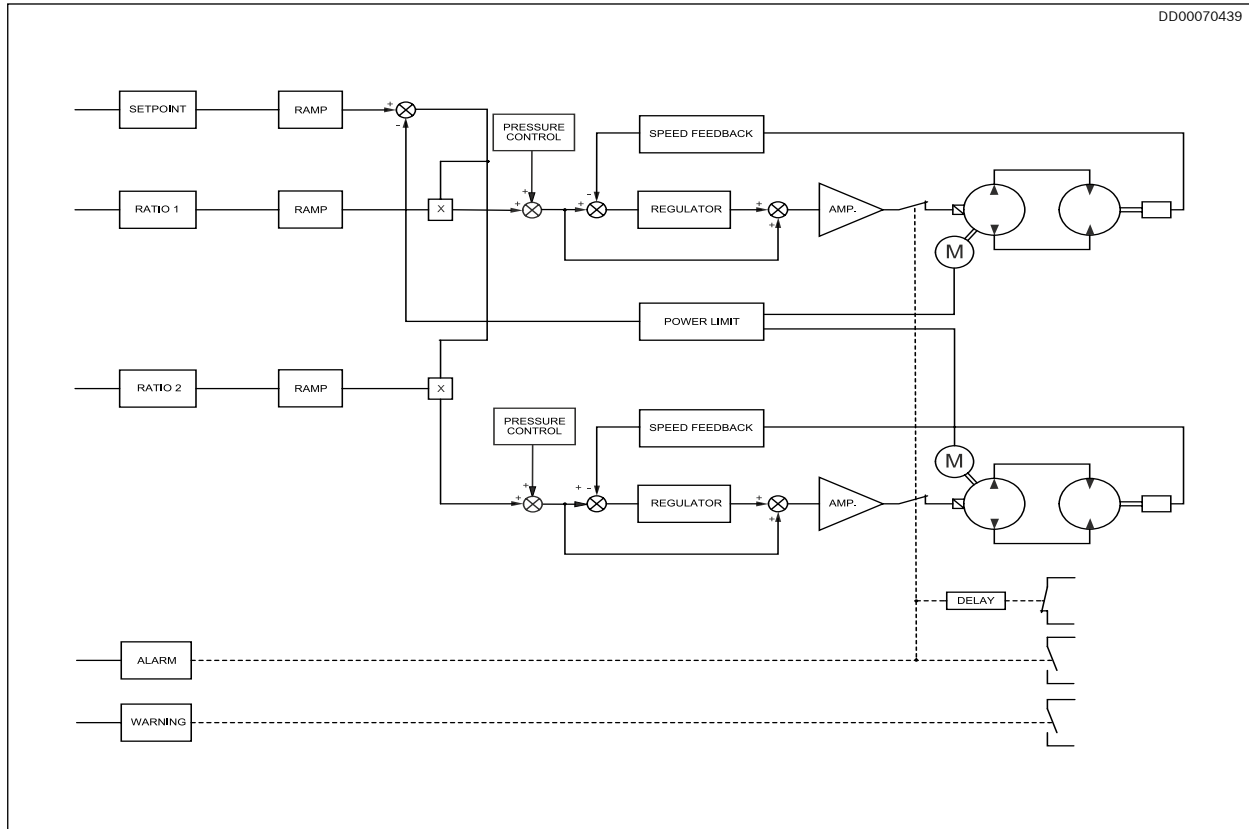 DD00070439
SETPOINT
RAMP
+
-
PRESSURE
CONTROL
SPEED FEEDBACK
+
-
RATIO 1
RAMP
X
+
+
REGULATOR
+
+
AMP.
M
POWER LIMIT
RATIO 2
RAMP
X
PRESSURE
CONTROL
SPEED FEEDBACK
M
+
+
+
-
REGULATOR
+
+
AMP.
DELAY
ALARM
WARNING